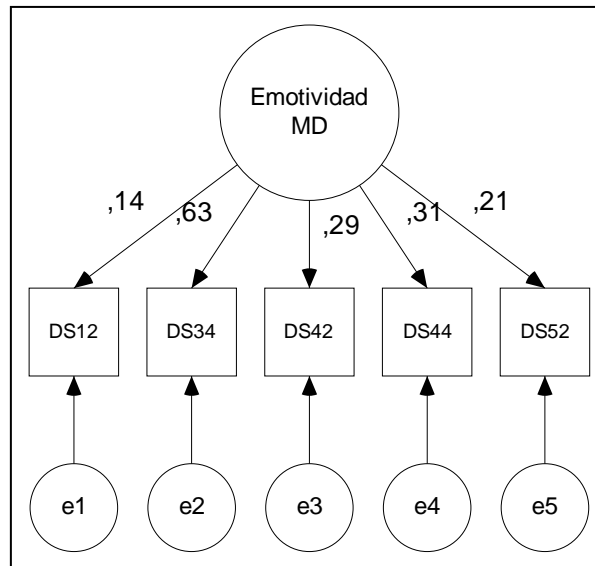 Emotividad
MD
,14
,63
,29
,31
,21
DS12
DS34
DS42
DS44
DS52
e1
e2
e3
e4
e5